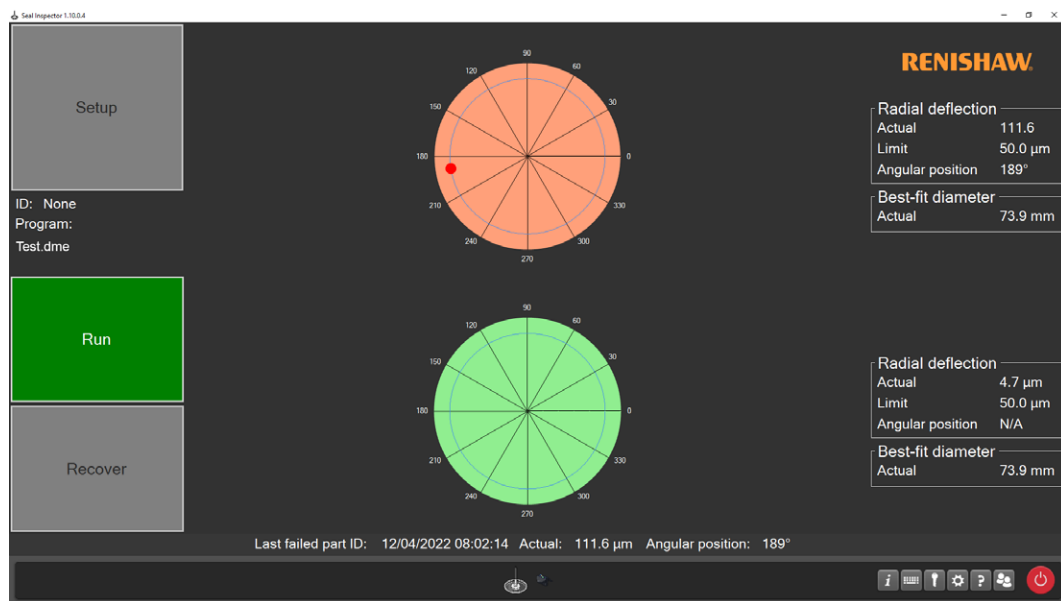 Seal Inspector 1.10.0.4
Setup
ID: None
Program:
Test.dme
Run
Recover
90
60
30
0
330
300
270
240
210
180
150
120
RENISHAW.
Radial deflection
Actual 111.6
Limit 50.0 µm
Angular position 189°
Best-fit diameter
Actual 73.9 mm
90
60
30
0
330
300
270
240
210
180
150
120
Radial deflection
Actual 4.7 µm
Limit 50.0 µm
Angular position N/A
Best-fit diameter
Actual 73.9 mm
Last failed part ID: 12/04/2022 08:02:14 Actual: 111.6 µm Angular position: 189°
i ?